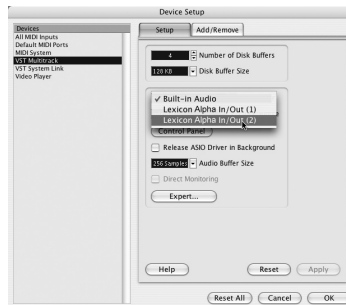 Device Setup
Devices
All MIDI Inputs
Default MIDI Ports
MIDI System
VST Multitrack
VST System Link
Video Player
Setup
Add/Remove
4 Number of Disk Buffers
128 KB Disk Buffer Size
✓ Built-in Audio
Lexicon Alpha In/Out (1)
Lexicon Alpha In/Out (2)
Control Panel
Release ASIO Driver in Background
256 Samples Audio Buffer Size
Direct Monitoring
Expert...
Help
Reset
Apply
Reset All
Cancel
OK